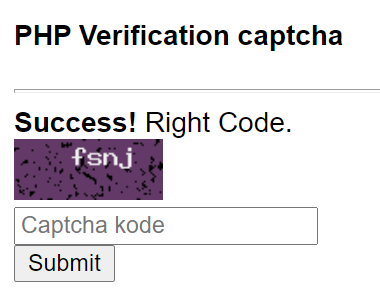 PHP Verification captcha
Success! Right Code.
fsnj
Captcha kode
Submit